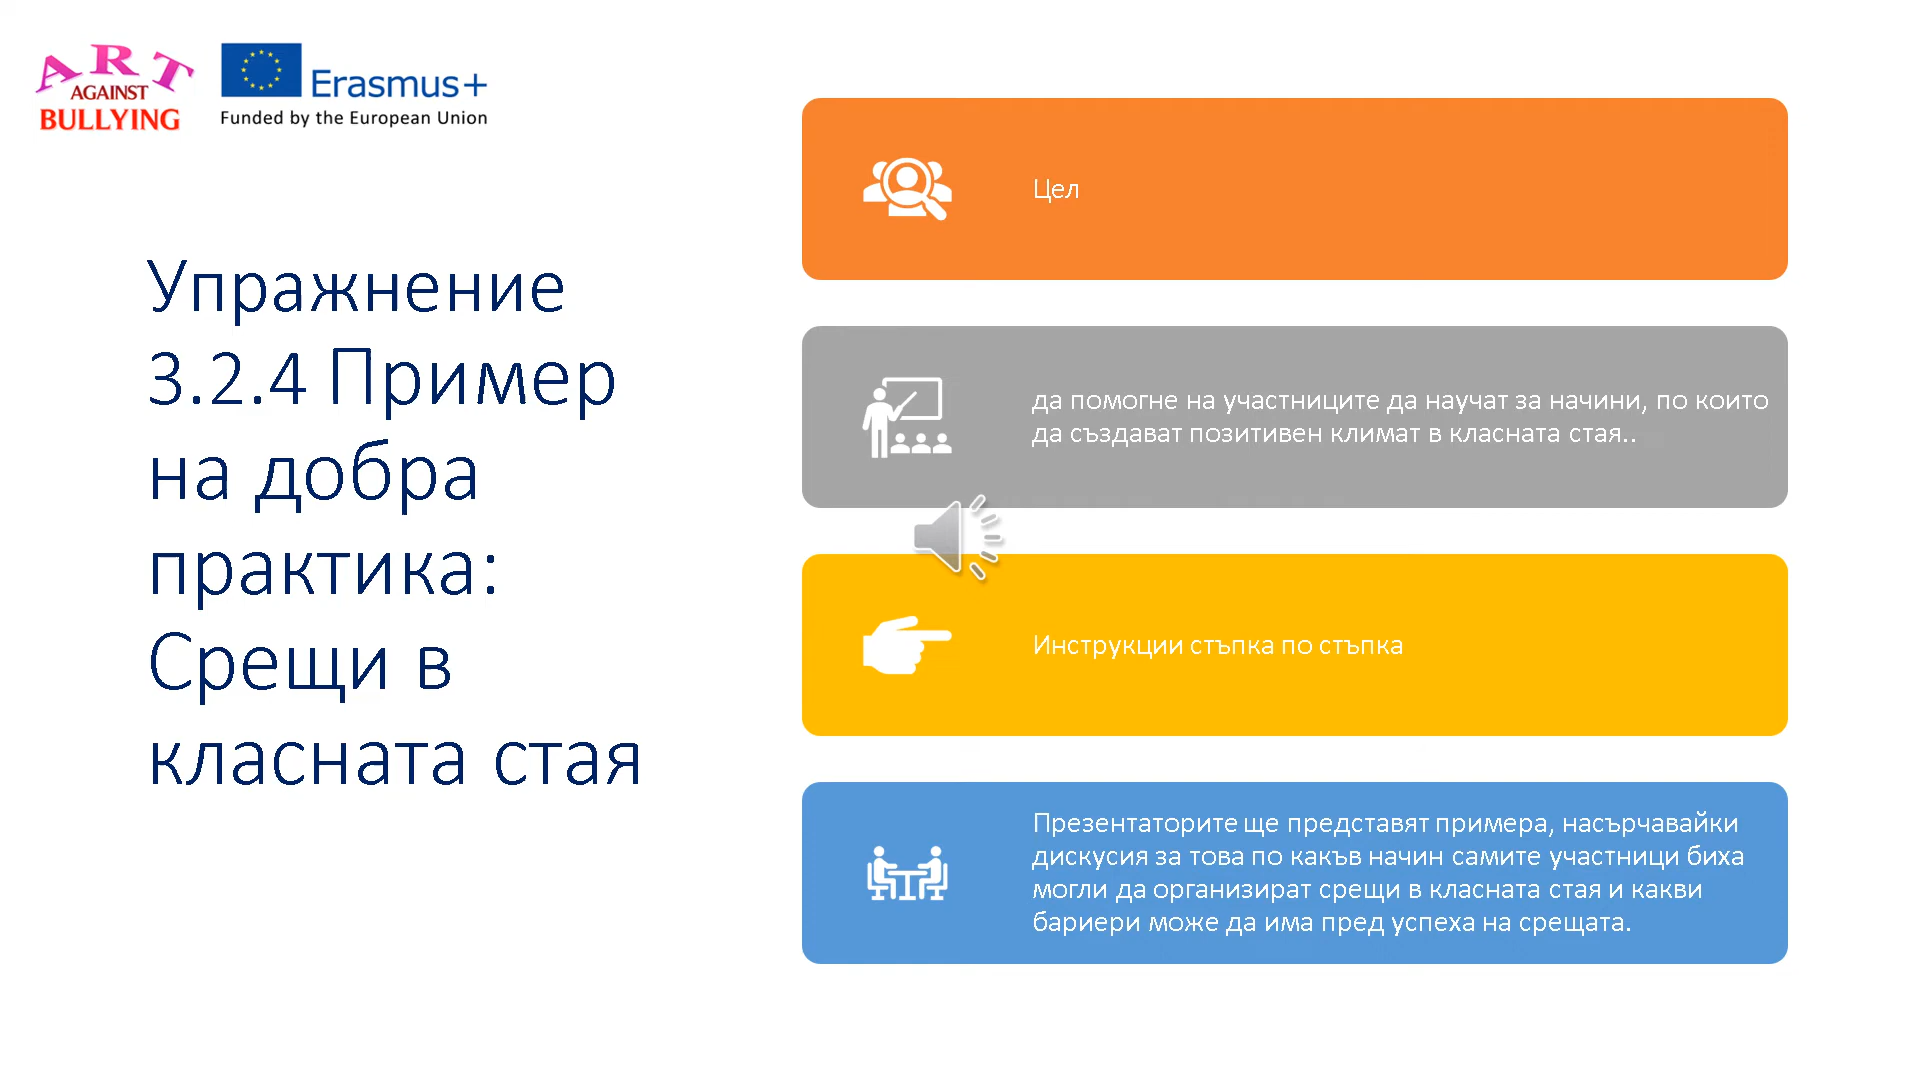 ART
AGAINST
BULLYING
Erasmus+
Funded by the European Union
Упражнение
3.2.4 Пример
на добра
практика:
Срещи в
класната стая
Цел
да помогне на участниците да научат за начини, по които
да създават позитивен климат в класната стая..
Инструкции стъпка по стъпка
Презентаторите ще представят примера, насърчавайки
дискусия за това по какъв начин самите участници биха
могли да организират срещи в класната стая и какви
бариери може да има пред успеха на срещата.